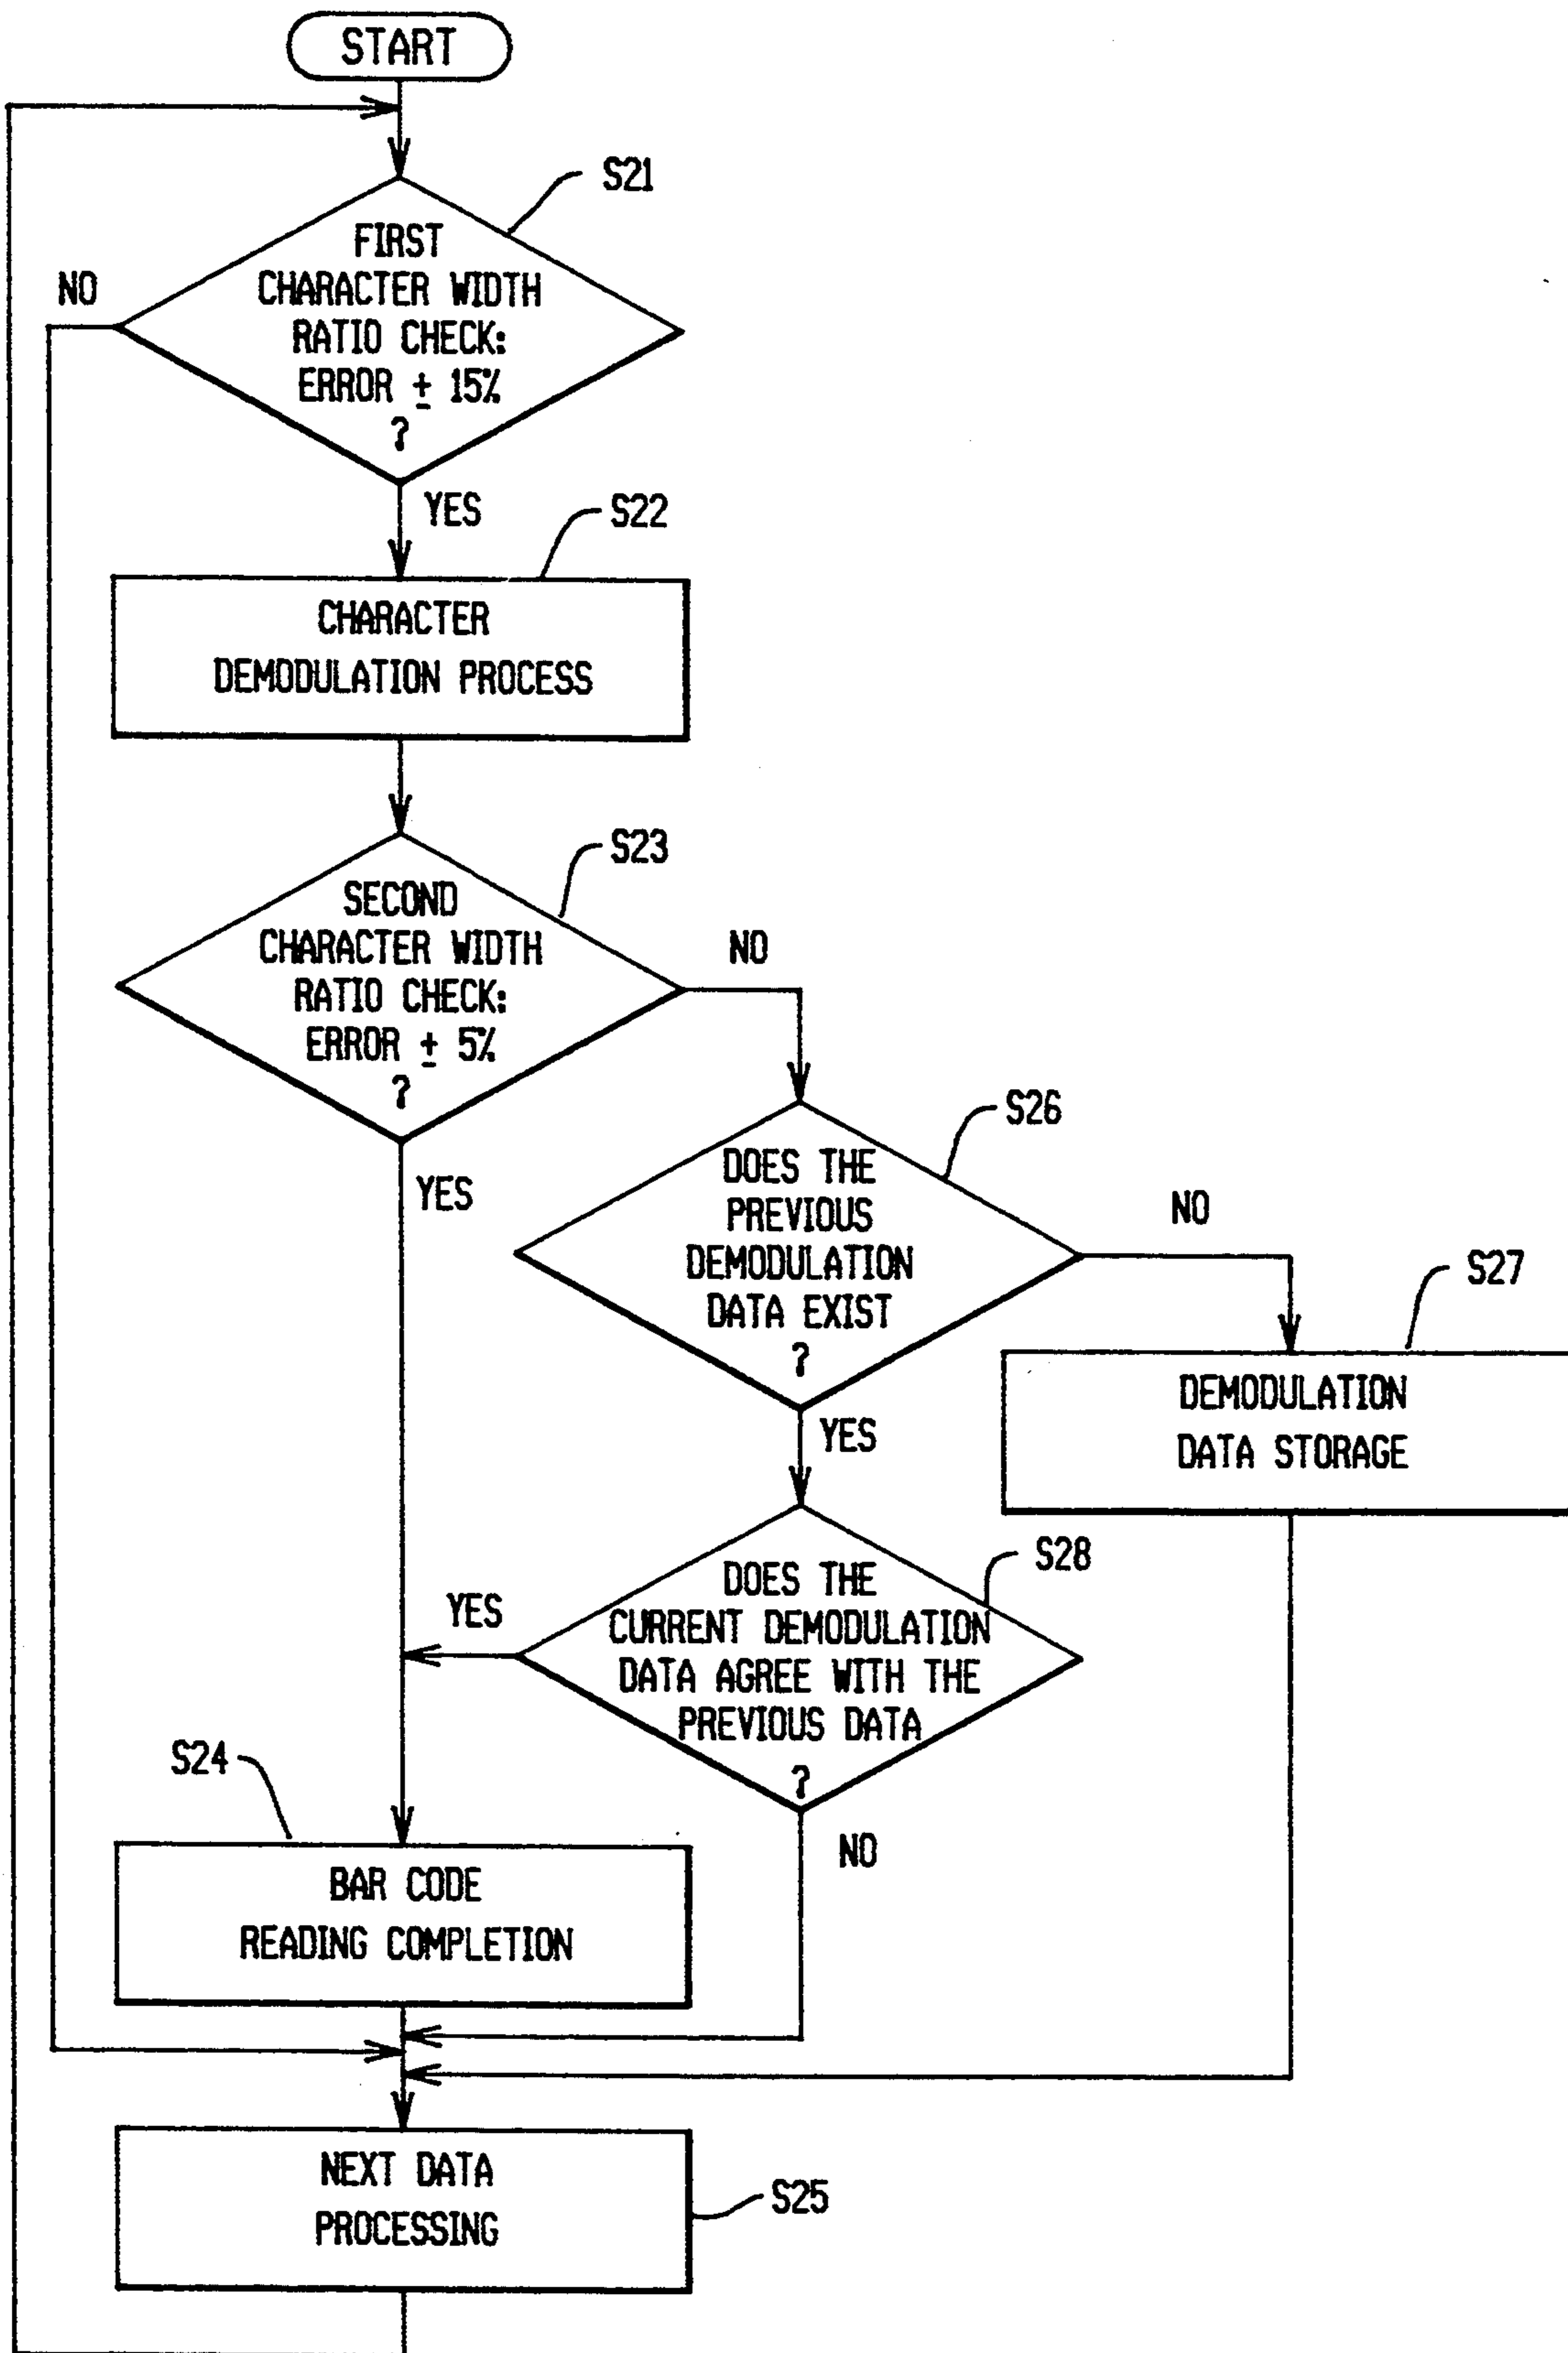 START
S21
FIRST
CHARACTER WIDTH
RATIO CHECK:
ERROR ± 15%
?
NO
YES
S22
CHARACTER
DEMODULATION PROCESS
S23
SECOND
CHARACTER WIDTH
RATIO CHECK:
ERROR ± 5%
?
NO
YES
S26
DOES THE
PREVIOUS
DEMODULATION
DATA EXIST
?
NO
YES
S27
DEMODULATION
DATA STORAGE
S28
DOES THE
CURRENT DEMODULATION
DATA AGREE WITH THE
PREVIOUS DATA
?
YES
NO
S24
BAR CODE
READING COMPLETION
NEXT DATA
PROCESSING
S25